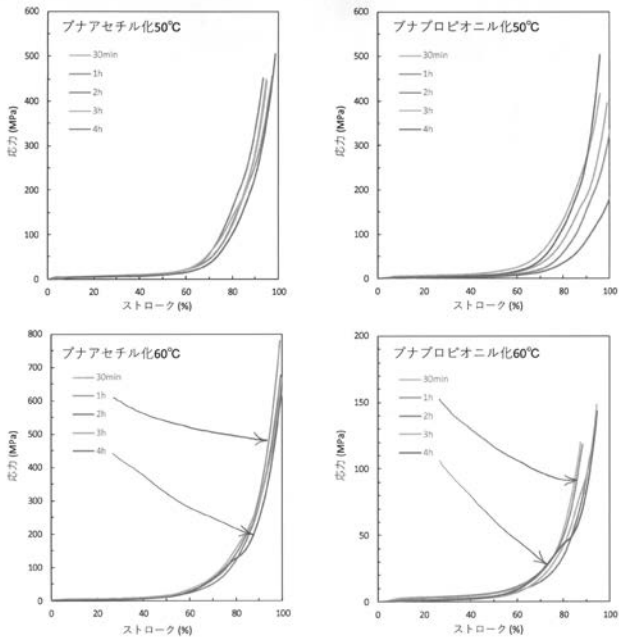 ブナアセチル化50℃
30min
1h
2h
3h
4h
600
500
400
300
200
100
0
応力 (MPa)
0 20 40 60 80 100
ストローク (%)
ブナプロピオニル化50℃
30min
1h
2h
3h
4h
600
500
400
300
200
100
0
応力 (MPa)
0 20 40 60 80 100
ストローク (%)
ブナアセチル化60℃
30min
1h
2h
3h
4h
800
700
600
500
400
300
200
100
0
応力 (MPa)
0 20 40 60 80 100
ストローク (%)
ブナプロピオニル化60℃
30min
1h
2h
3h
4h
200
150
100
50
0
応力 (MPa)
0 20 40 60 80 100
ストローク (%)